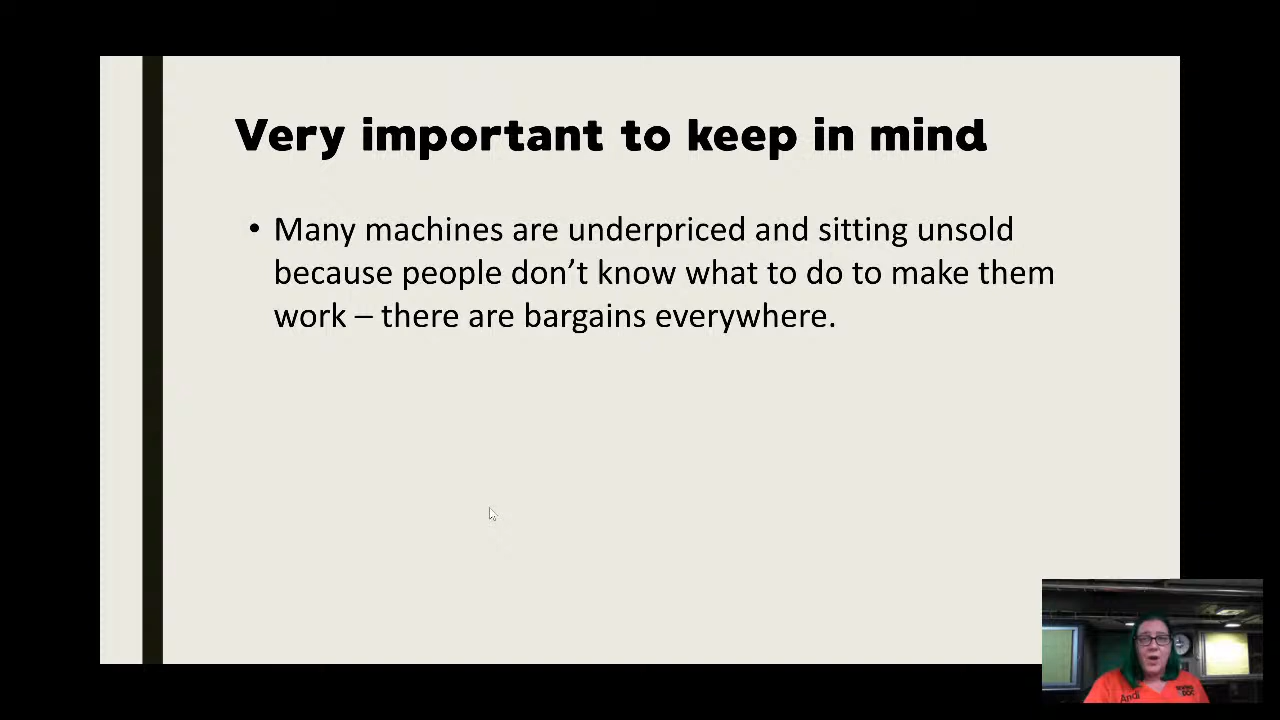 Very important to keep in mind
• Many machines are underpriced and sitting unsold
because people don’t know what to do to make them
work – there are bargains everywhere.
Andi